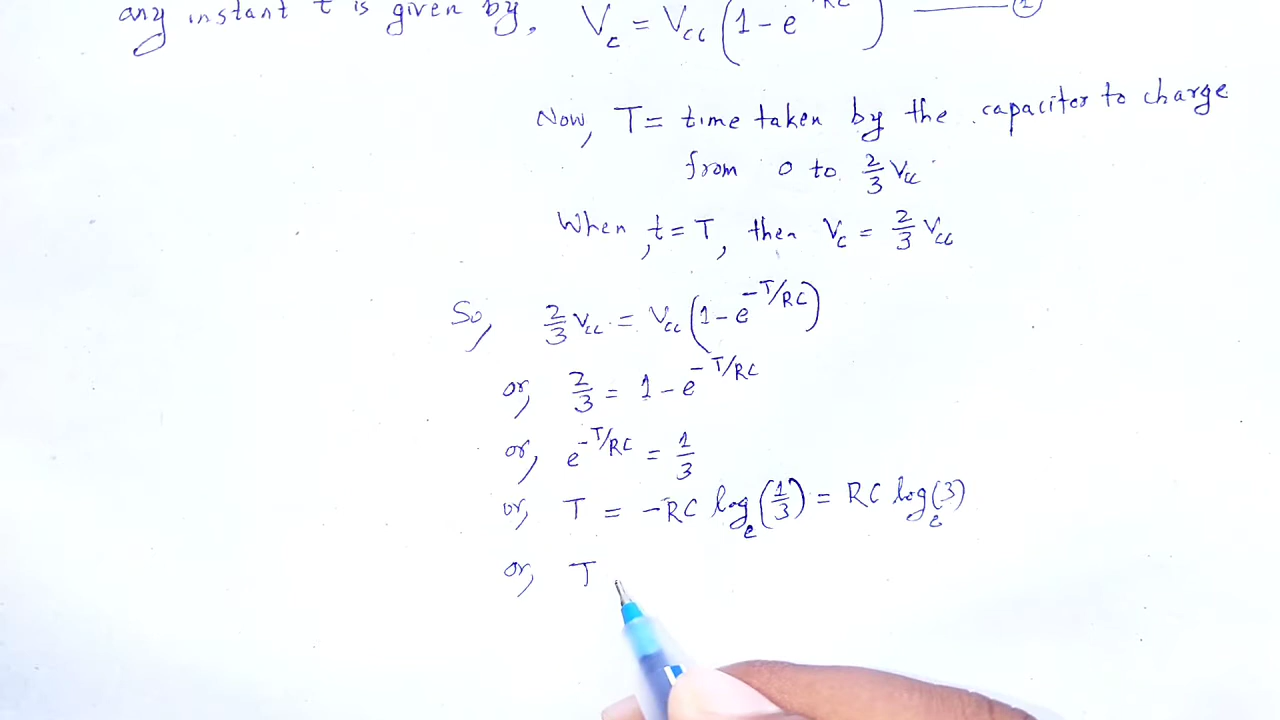 any instant t is given by, V_c = V_cc (1 - e^-RC) ——— ①
Now, T = time taken by the capacitor to charge
from 0 to 2/3 V_cc
When, t = T, then V_c = 2/3 V_cc
So, 2/3 V_cc = V_cc (1 - e^-T/RC)
or, 2/3 = 1 - e^-T/RC
or, e^-T/RC = 1/3
or, T = -RC log_e (1/3) = RC log_e (3)
or, T